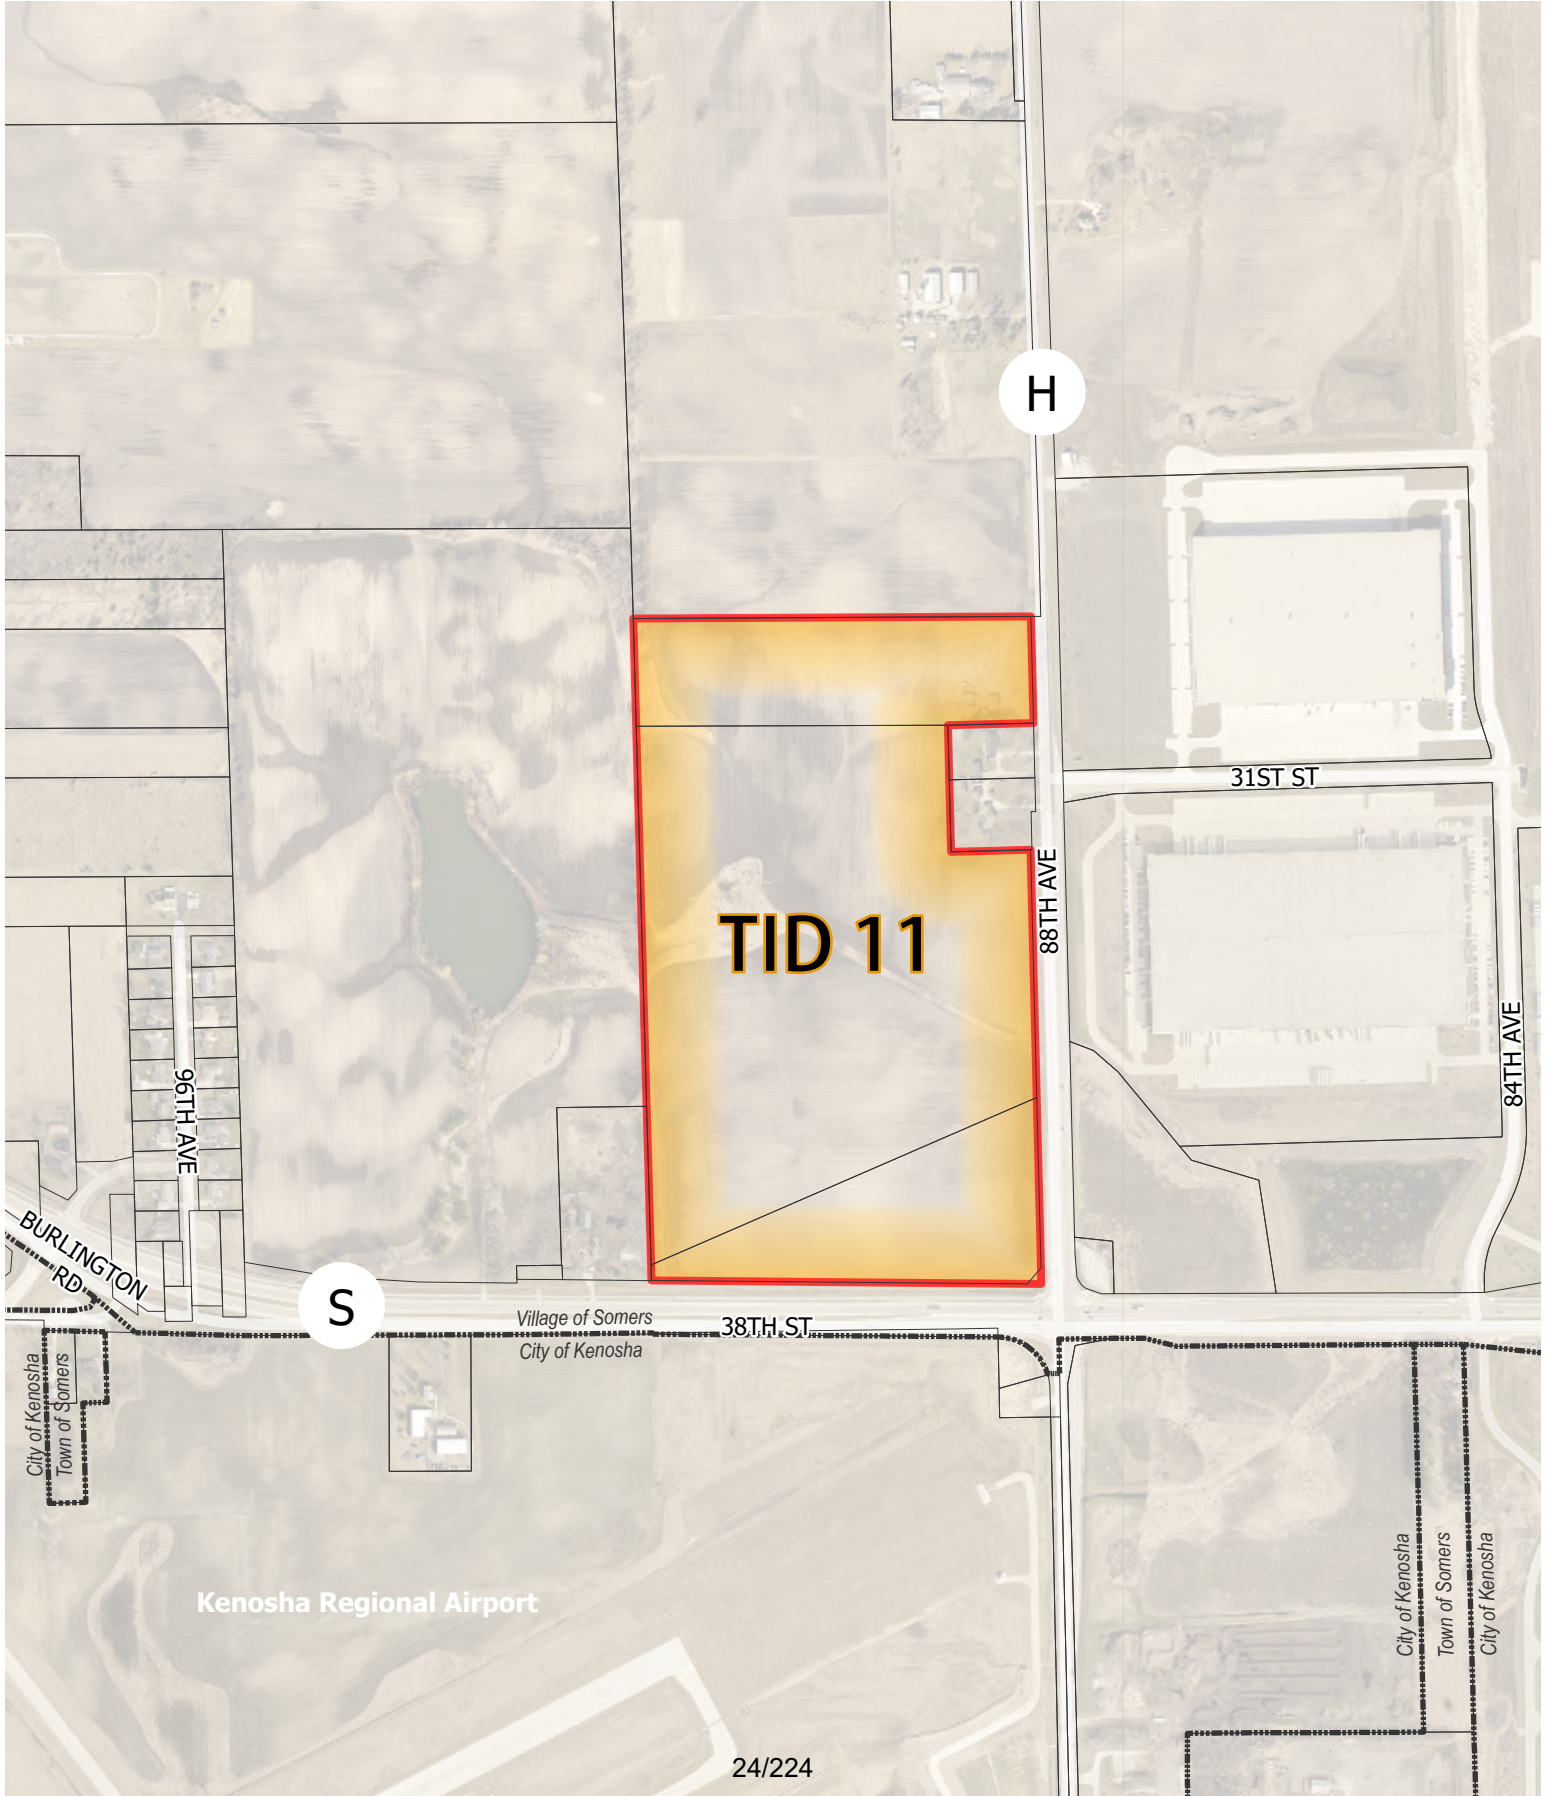 H
31ST ST
88TH AVE
TID 11
84TH AVE
96TH AVE
BURLINGTON
RD
S
Village of Somers
38TH ST
City of Kenosha
City of Kenosha
Town of Somers
City of Kenosha
Town of Somers
City of Kenosha
Kenosha Regional Airport
24/224